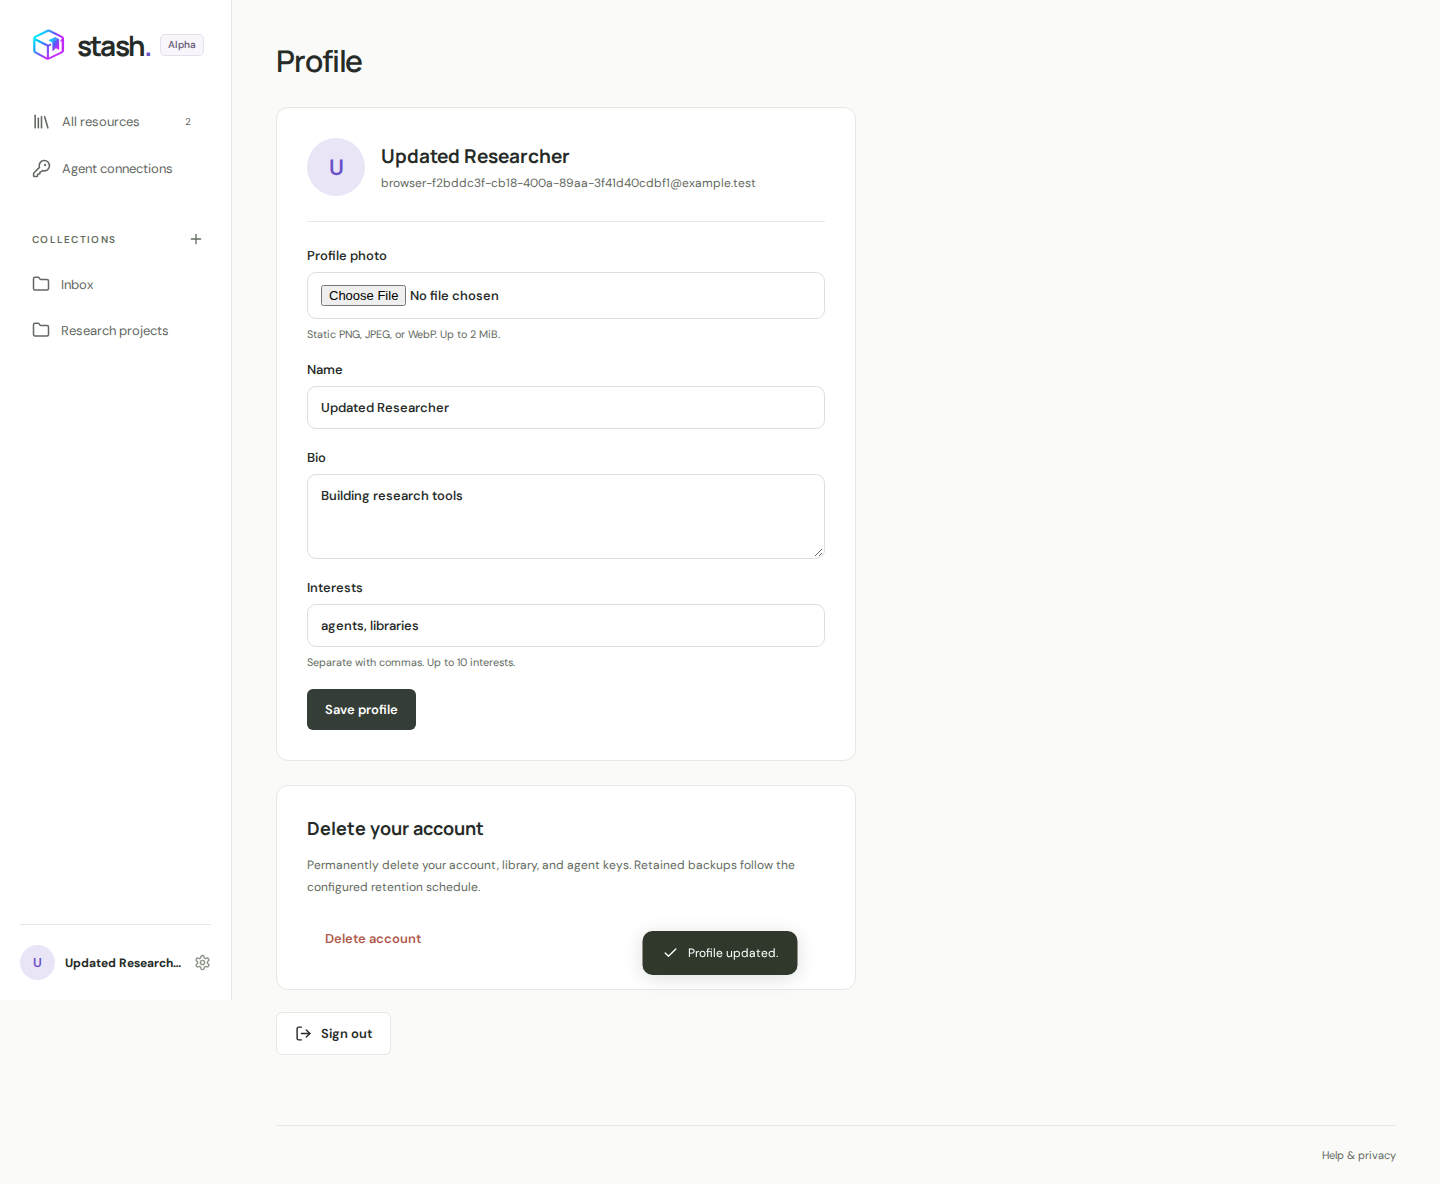 stash.
Alpha
All resources 2
Agent connections
COLLECTIONS
Inbox
Research projects
U
Updated Research...
Profile
U
Updated Researcher
browser-f2bddc3f-cb18-400a-89aa-3f41d40cdbf1@example.test
Profile photo
Choose File No file chosen
Static PNG, JPEG, or WebP. Up to 2 MiB.
Name
Updated Researcher
Bio
Building research tools
Interests
agents, libraries
Separate with commas. Up to 10 interests.
Save profile
Delete your account
Permanently delete your account, library, and agent keys. Retained backups follow the
configured retention schedule.
Delete account
Profile updated.
Sign out
Help & privacy